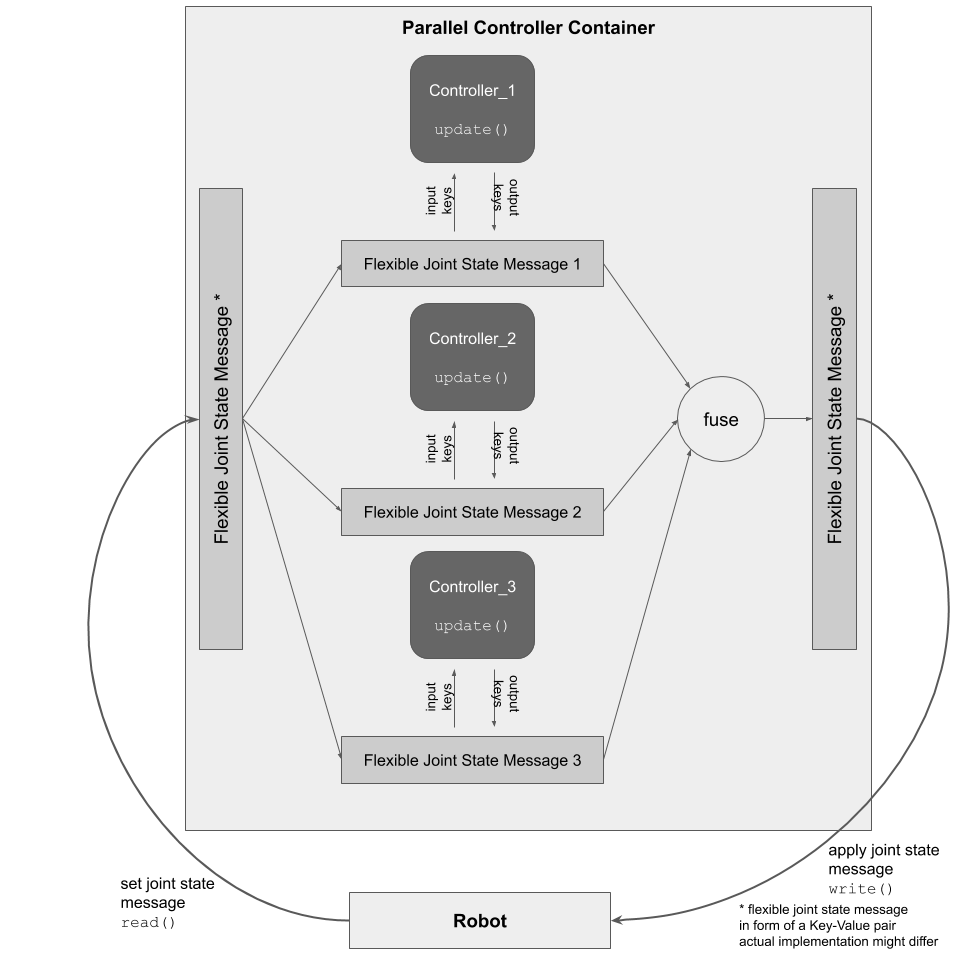 Parallel Controller Container
Controller_1
update()
input
keys
output
keys
Flexible Joint State Message 1
Flexible Joint State Message *
Controller_2
update()
input
keys
output
keys
Flexible Joint State Message 2
fuse
Flexible Joint State Message *
Controller_3
update()
input
keys
output
keys
Flexible Joint State Message 3
set joint state
message
read()
Robot
apply joint state
message
write()
* flexible joint state message
in form of a Key-Value pair
actual implementation might differ